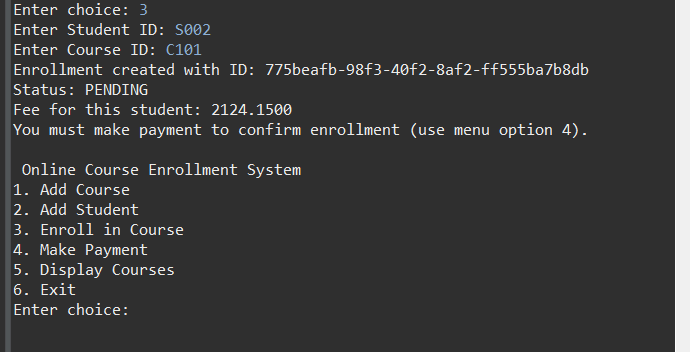 Enter choice: 3
Enter Student ID: S002
Enter Course ID: C101
Enrollment created with ID: 775beafb-98f3-40f2-8af2-ff555ba7b8db
Status: PENDING
Fee for this student: 2124.1500
You must make payment to confirm enrollment (use menu option 4).
Online Course Enrollment System
1. Add Course
2. Add Student
3. Enroll in Course
4. Make Payment
5. Display Courses
6. Exit
Enter choice: